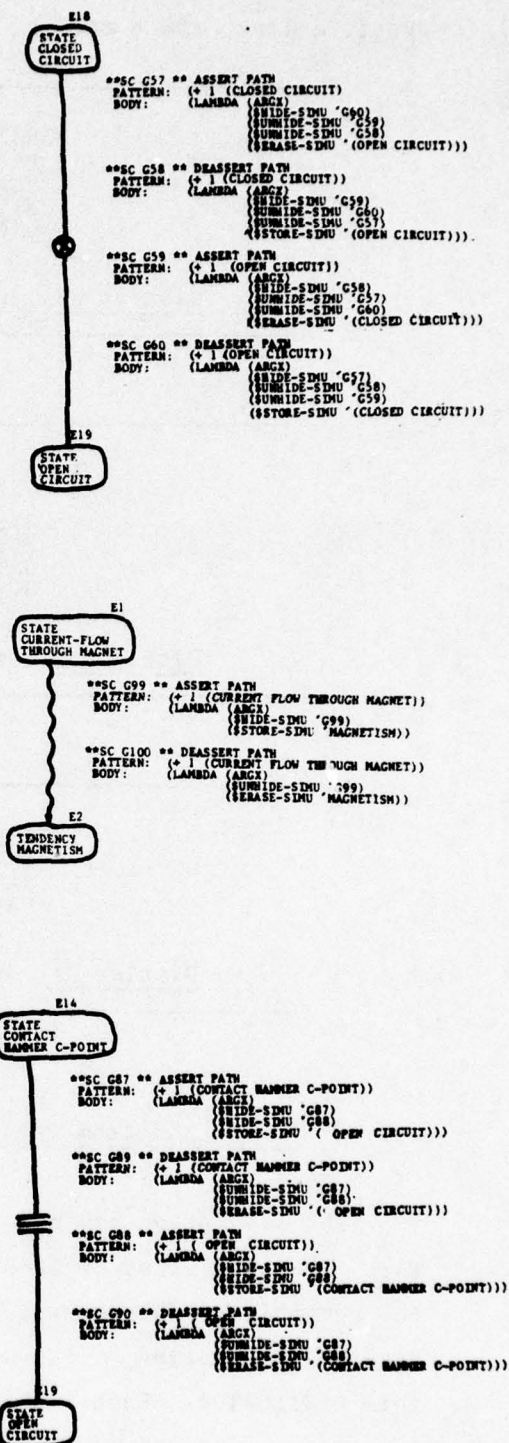 E18
STATE
CLOSED
CIRCUIT
**SC G57 ** ASSERT PATH
PATTERN: (+ 1 (CLOSED CIRCUIT)
BODY: (LAMBDA (ARGX)
($HIDE-SIMU 'G60)
($UNHIDE-SIMU 'G59)
($UNHIDE-SIMU 'G58)
($ERASE-SIMU '(OPEN CIRCUIT)))
**SC G58 ** DEASSERT PATH
PATTERN: (+ 1 (CLOSED CIRCUIT))
BODY: (LAMBDA (ARGX)
($HIDE-SIMU 'G59)
($UNHIDE-SIMU 'G60)
($UNHIDE-SIMU 'G57)
($STORE-SIMU '(OPEN CIRCUIT)))
**SC G59 ** ASSERT PATH
PATTERN: (+ 1 (OPEN CIRCUIT))
BODY: (LAMBDA (ARGX)
($HIDE-SIMU 'G58)
($UNHIDE-SIMU 'G57)
($UNHIDE-SIMU 'G60)
($ERASE-SIMU '(CLOSED CIRCUIT)))
**SC G60 ** DEASSERT PATH
PATTERN: (+ 1 (OPEN CIRCUIT))
BODY: (LAMBDA (ARGX)
($HIDE-SIMU 'G57)
($UNHIDE-SIMU 'G58)
($UNHIDE-SIMU 'G59)
($STORE-SIMU '(CLOSED CIRCUIT)))
E19
STATE
OPEN
CIRCUIT
E1
STATE
CURRENT-FLOW
THROUGH MAGNET
**SC G99 ** ASSERT PATH
PATTERN: (+ 1 (CURRENT FLOW THROUGH MAGNET))
BODY: (LAMBDA (ARGX)
($HIDE-SIMU 'G99)
($STORE-SIMU 'MAGNETISM))
**SC G100 ** DEASSERT PATH
PATTERN: (+ 1 (CURRENT FLOW THROUGH MAGNET))
BODY: (LAMBDA (ARGX)
($UNHIDE-SIMU 'G99)
($ERASE-SIMU 'MAGNETISM))
E2
TENDENCY
MAGNETISM
E14
STATE
CONTACT
HAMMER C-POINT
**SC G87 ** ASSERT PATH
PATTERN: (+ 1 (CONTACT HAMMER C-POINT))
BODY: (LAMBDA (ARGX)
($HIDE-SIMU 'G87)
($HIDE-SIMU 'G88)
($STORE-SIMU '( OPEN CIRCUIT)))
**SC G89 ** DEASSERT PATH
PATTERN: (+ 1 (CONTACT HAMMER C-POINT))
BODY: (LAMBDA (ARGX)
($UNHIDE-SIMU 'G87)
($UNHIDE-SIMU 'G88)
($ERASE-SIMU '( OPEN CIRCUIT)))
**SC G88 ** ASSERT PATH
PATTERN: (+ 1 ( OPEN CIRCUIT))
BODY: (LAMBDA (ARGX)
($HIDE-SIMU 'G87)
($HIDE-SIMU 'G88)
($STORE-SIMU '(CONTACT HAMMER C-POINT)))
**SC G90 ** DEASSERT PATH
PATTERN: (+ 1 ( OPEN CIRCUIT))
BODY: (LAMBDA (ARGX)
($UNHIDE-SIMU 'G87)
($UNHIDE-SIMU 'G88)
($ERASE-SIMU '(CONTACT HAMMER C-POINT)))
E19
STATE
OPEN
CIRCUIT